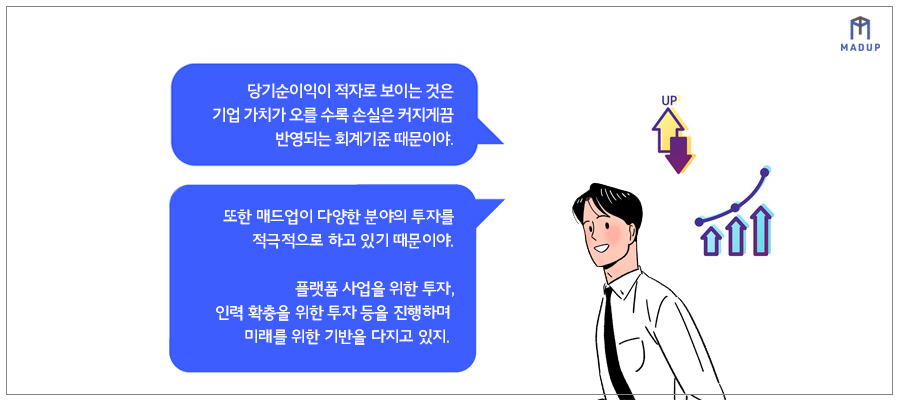 MADUP
당기순이익이 적자로 보이는 것은
기업 가치가 오를 수록 손실은 커지게끔
반영되는 회계기준 때문이야.
UP
또한 매드업이 다양한 분야의 투자를
적극적으로 하고 있기 때문이야.
플랫폼 사업을 위한 투자,
인력 확충을 위한 투자 등을 진행하며
미래를 위한 기반을 다지고 있지.